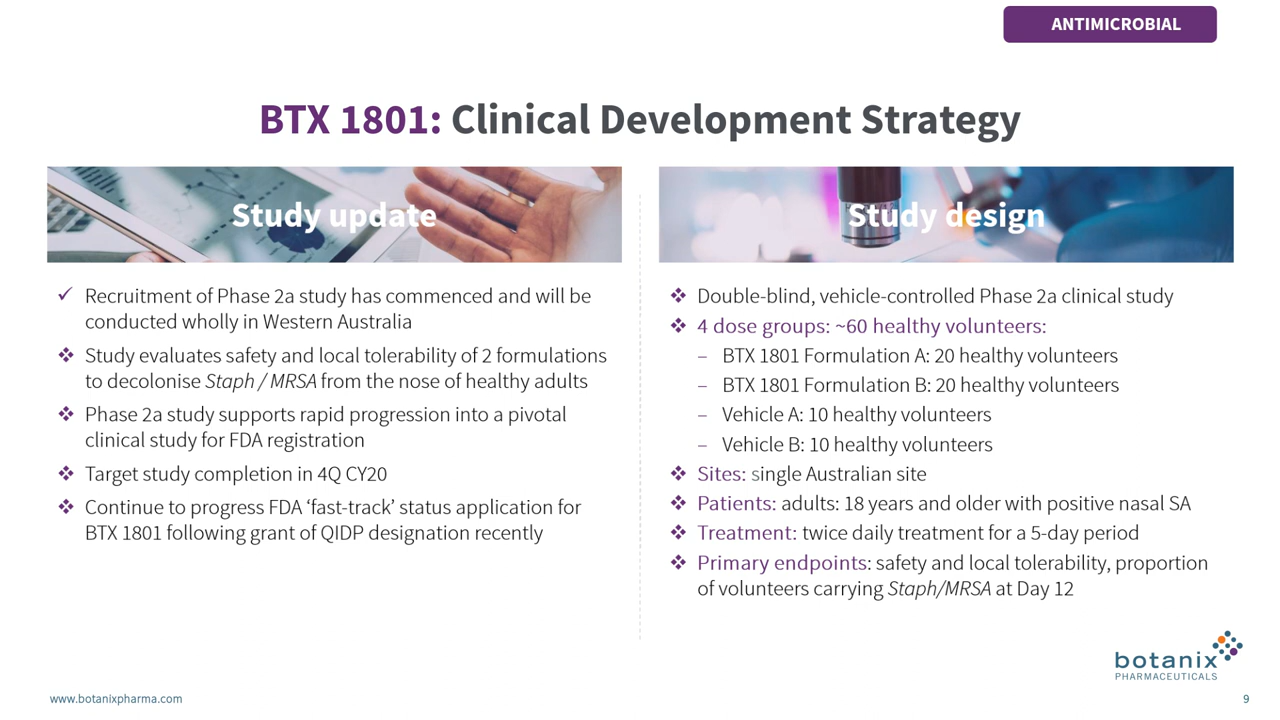 ANTIMICROBIAL
BTX 1801: Clinical Development Strategy
Study update
✓ Recruitment of Phase 2a study has commenced and will be
conducted wholly in Western Australia
❖ Study evaluates safety and local tolerability of 2 formulations
to decolonise Staph / MRSA from the nose of healthy adults
❖ Phase 2a study supports rapid progression into a pivotal
clinical study for FDA registration
❖ Target study completion in 4Q CY20
❖ Continue to progress FDA ‘fast-track’ status application for
BTX 1801 following grant of QIDP designation recently
Study design
❖ Double-blind, vehicle-controlled Phase 2a clinical study
❖ 4 dose groups: ~60 healthy volunteers:
– BTX 1801 Formulation A: 20 healthy volunteers
– BTX 1801 Formulation B: 20 healthy volunteers
– Vehicle A: 10 healthy volunteers
– Vehicle B: 10 healthy volunteers
❖ Sites: single Australian site
❖ Patients: adults: 18 years and older with positive nasal SA
❖ Treatment: twice daily treatment for a 5-day period
❖ Primary endpoints: safety and local tolerability, proportion
of volunteers carrying Staph/MRSA at Day 12
botanix
PHARMACEUTICALS
www.botanixpharma.com
9